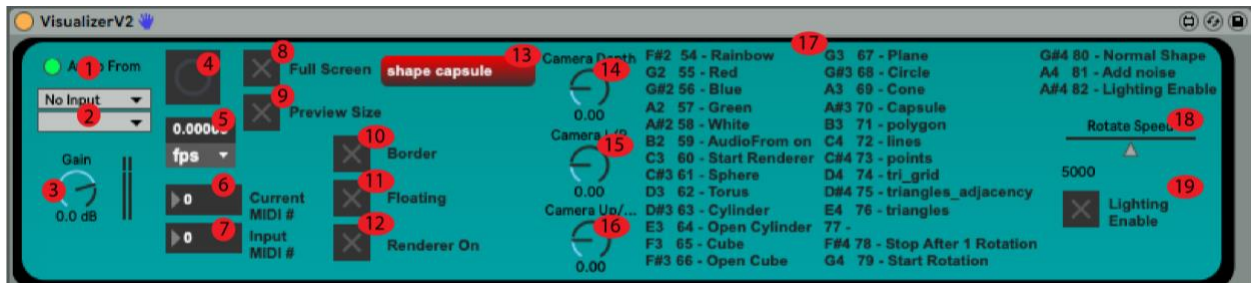 VisualizerV2
1
No Input
2
Gain
3
0.0 dB
4
5
fps
6
0
Current
MIDI #
7
0
Input
MIDI #
8
Full Screen
9
Preview Size
10
Border
11
Floating
12
Renderer On
13
shape capsule
Camera Depth
14
0.00
Camera
15
0.00
Camera Up/...
16
0.00
17
F#2 54 - Rainbow
G2 55 - Red
G#2 56 - Blue
A2 57 - Green
A#2 58 - White
B2 59 - AudioFrom on
C3 60 - Start Renderer
C#3 61 - Sphere
D3 62 - Torus
D#3 63 - Cylinder
E3 64 - Open Cylinder
F3 65 - Cube
F#3 66 - Open Cube
G3 67 - Plane
G#3 68 - Circle
A3 69 - Cone
A#3 70 - Capsule
B3 71 - polygon
C4 72 - lines
C#4 73 - points
D4 74 - tri_grid
D#4 75 - triangles_adjacency
E4 76 - triangles
77 -
F#4 78 - Stop After 1 Rotation
G4 79 - Start Rotation
G#4 80 - Normal Shape
A4 81 - Add noise
A#4 82 - Lighting Enable
Rotate Speed
18
5000
19
Lighting
Enable